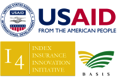 USAID
FROM THE AMERICAN PEOPLE
I4
INDEX
INSURANCE
INNOVATION
INITIATIVE
BASIS